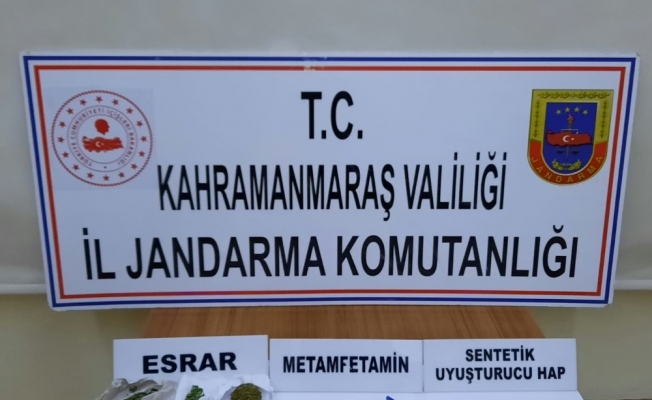 T.C.
KAHRAMANMARAŞ VALİLİĞİ
İL JANDARMA KOMUTANLIĞI
JANDARMA
ESRAR
METAMFETAMİN
SENTETİK
UYUŞTURUCU HAP